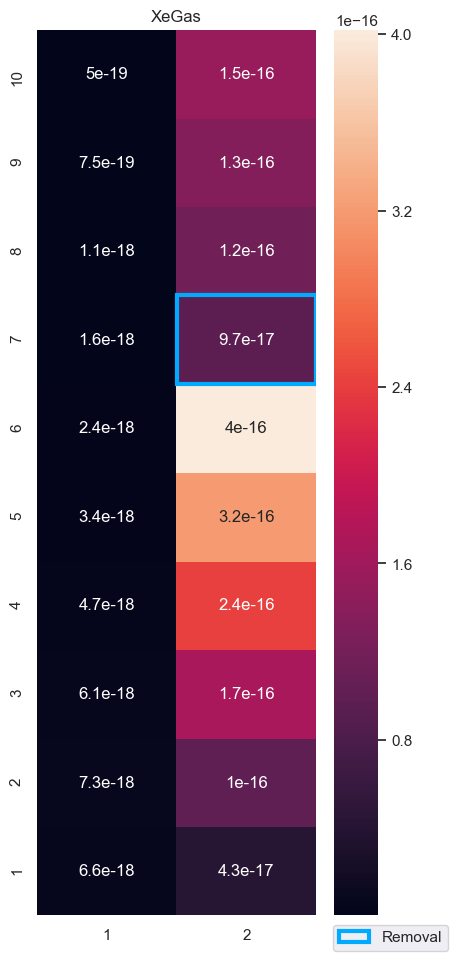 XeGas
1e−16
10 5e-19 1.5e-16 4.0
9 7.5e-19 1.3e-16
8 1.1e-18 1.2e-16 3.2
7 1.6e-18 9.7e-17
6 2.4e-18 4e-16 2.4
5 3.4e-18 3.2e-16
4 4.7e-18 2.4e-16 1.6
3 6.1e-18 1.7e-16
2 7.3e-18 1e-16 0.8
1 6.6e-18 4.3e-17
1 2
Removal